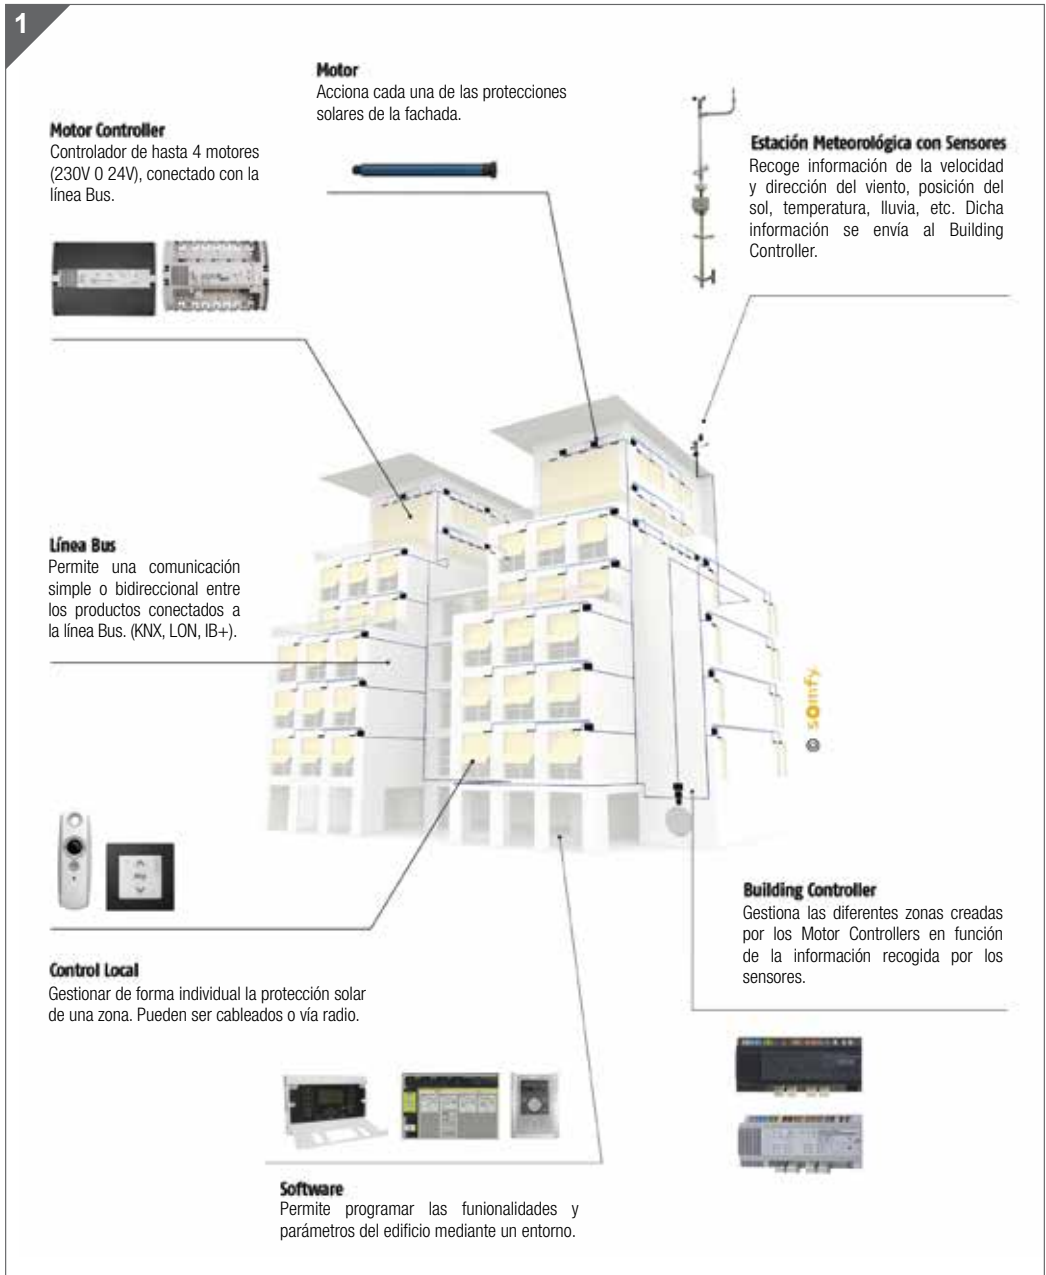 1
Motor
Acciona cada una de las protecciones
solares de la fachada.
Motor Controller
Controlador de hasta 4 motores
(230V 0 24V), conectado con la
línea Bus.
Estación Meteorológica con Sensores
Recoge información de la velocidad
y dirección del viento, posición del
sol, temperatura, lluvia, etc. Dicha
información se envía al Building
Controller.
Línea Bus
Permite una comunicación
simple o bidireccional entre
los productos conectados a
la línea Bus. (KNX, LON, IB+).
© somfy.
Building Controller
Gestiona las diferentes zonas creadas
por los Motor Controllers en función
de la información recogida por los
sensores.
Control Local
Gestionar de forma individual la protección solar
de una zona. Pueden ser cableados o vía radio.
Software
Permite programar las funionalidades y
parámetros del edificio mediante un entorno.